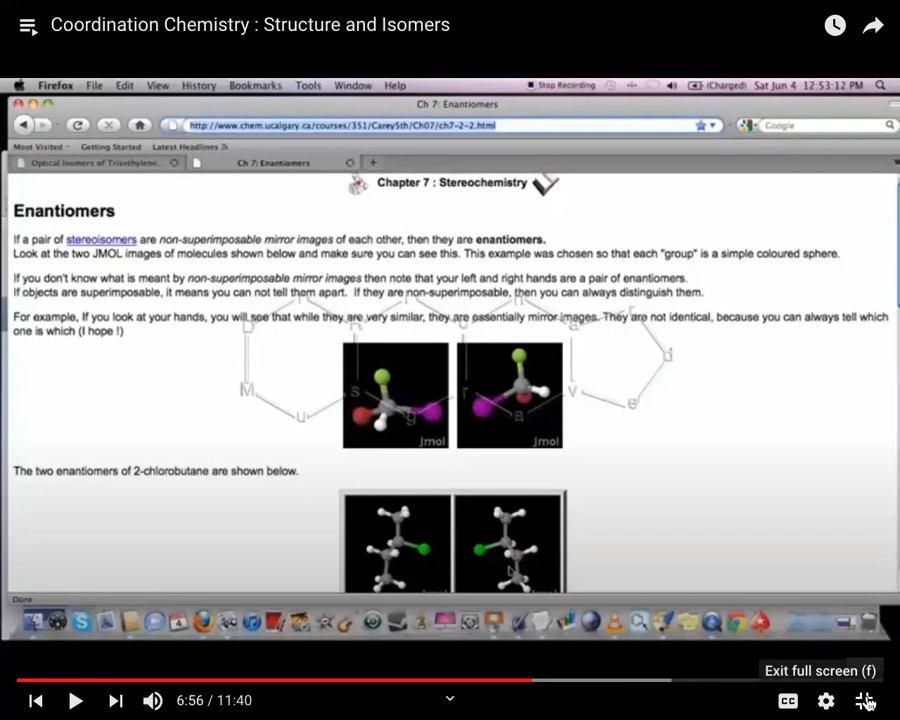 Coordination Chemistry : Structure and Isomers
Firefox File Edit View History Bookmarks Tools Window Help Stop Recording (Charged) Sat Jun 4 12:53:12 PM
Ch 7: Enantiomers
http://www.chem.ucalgary.ca/courses/351/Carey5th/Ch07/ch7-2-2.html Google
Most Visited Getting Started Latest Headlines
Optical Isomers of Trisethylene... Ch 7: Enantiomers
Chapter 7 : Stereochemistry
Enantiomers
If a pair of stereoisomers are non-superimposable mirror images of each other, then they are enantiomers.
Look at the two JMOL images of molecules shown below and make sure you can see this. This example was chosen so that each "group" is a simple coloured sphere.
If you don't know what is meant by non-superimposable mirror images then note that your left and right hands are a pair of enantiomers.
If objects are superimposable, it means you can not tell them apart. If they are non-superimposable, then you can always distinguish them.
For example, If you look at your hands, you will see that while they are very similar, they are essentially mirror images. They are not identical, because you can always tell which
one is which (I hope !)
M u s g r a v e d
Jmol Jmol
The two enantiomers of 2-chlorobutane are shown below.
Done
Exit full screen (f)
6:56 / 11:40 CC